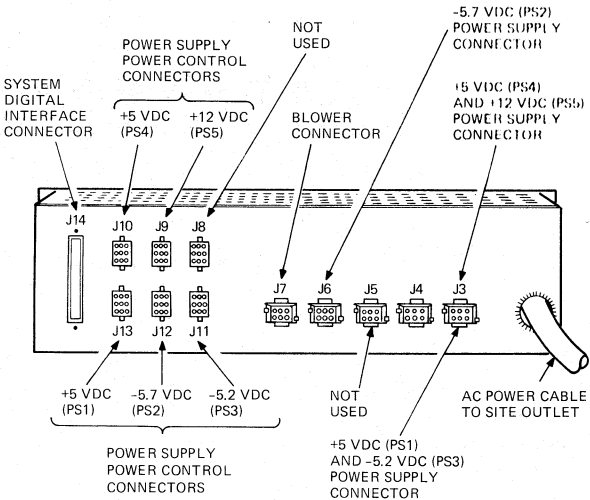 -5.7 VDC (PS2)
POWER SUPPLY
CONNECTOR
NOT
USED
POWER SUPPLY
POWER CONTROL
CONNECTORS
SYSTEM
DIGITAL
INTERFACE
CONNECTOR
+5 VDC
(PS4)
+12 VDC
(PS5)
BLOWER
CONNECTOR
+5 VDC (PS4)
AND +12 VDC (PS5)
POWER SUPPLY
CONNECTOR
J14
J10
J9
J8
J7
J6
J5
J4
J3
J13
J12
J11
+5 VDC
(PS1)
-5.7 VDC
(PS2)
-5.2 VDC
(PS3)
NOT
USED
AC POWER CABLE
TO SITE OUTLET
POWER SUPPLY
POWER CONTROL
CONNECTORS
+5 VDC (PS1)
AND -5.2 VDC (PS3)
POWER SUPPLY
CONNECTOR